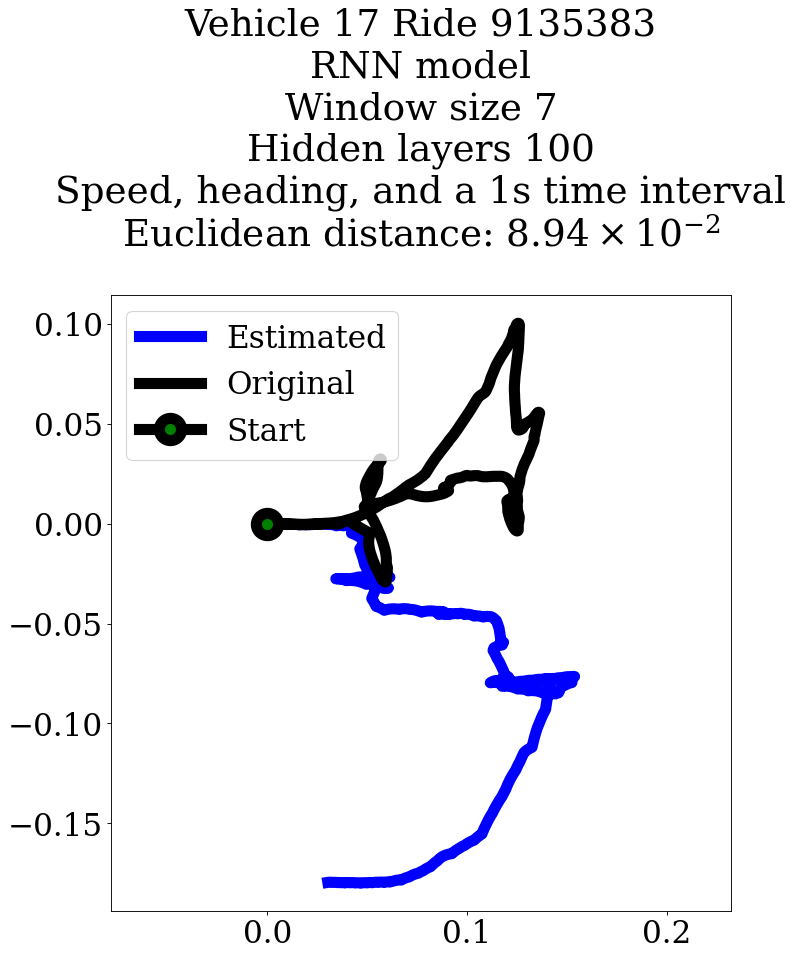 Vehicle 17 Ride 9135383
RNN model
Window size 7
Hidden layers 100
Speed, heading, and a 1s time interval
Euclidean distance: 8.94 × 10⁻²
Estimated
Original
Start
0.10
0.05
0.00
−0.05
−0.10
−0.15
0.0 0.1 0.2